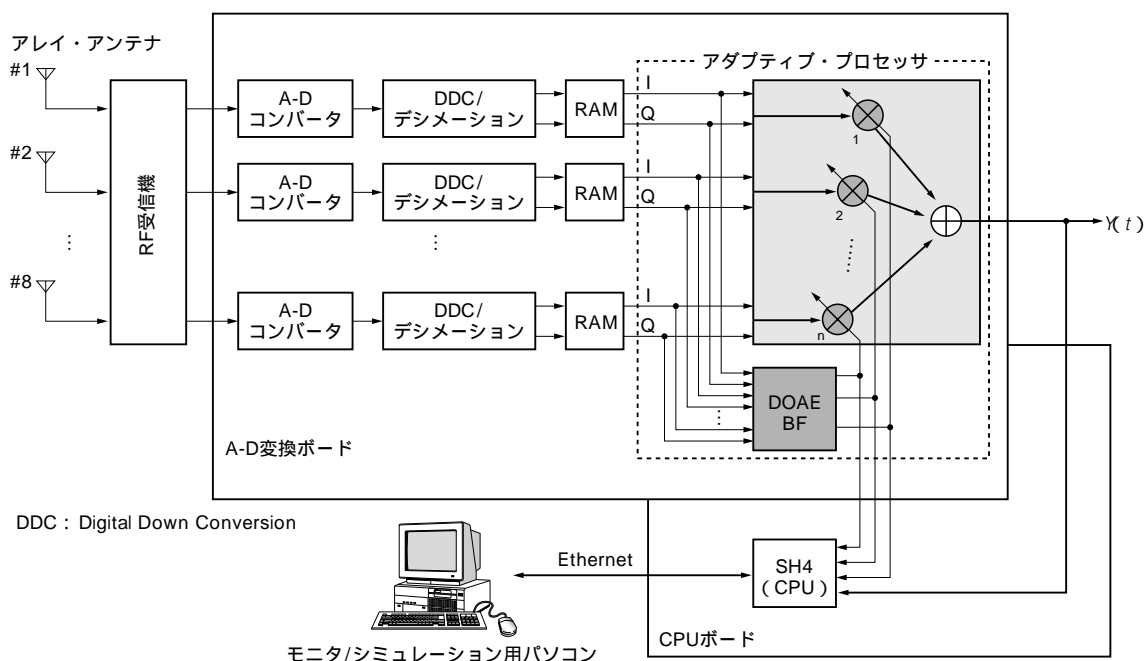 アレイ・アンテナ
#1
#2
⋮
#8
RF受信機
A-D
コンバータ
DDC/
デシメーション
RAM
I
Q
A-D
コンバータ
DDC/
デシメーション
RAM
I
Q
⋮
⋮
A-D
コンバータ
DDC/
デシメーション
RAM
I
Q
アダプティブ・プロセッサ
1
2
n
Y(t)
DOAE
BF
A-D変換ボード
DDC：Digital Down Conversion
Ethernet
SH4
(CPU)
CPUボード
モニタ/シミュレーション用パソコン